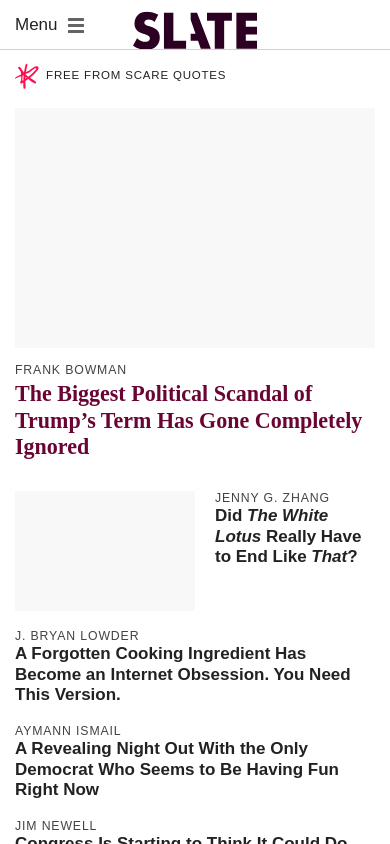 Menu
SLATE
FREE FROM SCARE QUOTES
FRANK BOWMAN
The Biggest Political Scandal of
Trump’s Term Has Gone Completely
Ignored
JENNY G. ZHANG
Did The White
Lotus Really Have
to End Like That?
J. BRYAN LOWDER
A Forgotten Cooking Ingredient Has
Become an Internet Obsession. You Need
This Version.
AYMANN ISMAIL
A Revealing Night Out With the Only
Democrat Who Seems to Be Having Fun
Right Now
JIM NEWELL
Congress Is Starting to Think It Could Do